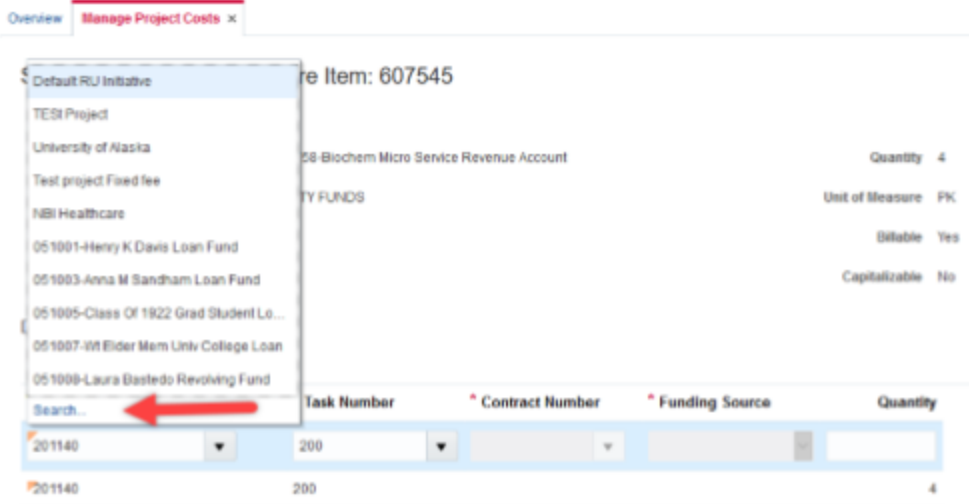 Overview Manage Project Costs ×
S re Item: 607545
Default RU Initiative
TESt Project
University of Alaska
58-Biochem Micro Service Revenue Account Quantity 4
Test project Fixed fee
TY FUNDS Unit of Measure PK
NBI Healthcare
Billable Yes
051001-Henry K Davis Loan Fund
051003-Anna M Sandham Loan Fund
Capitalizable No
051005-Class Of 1922 Grad Student Lo...
051007-Wt Elder Mem Univ College Loan
051008-Laura Bastedo Revolving Fund
Search...
Task Number * Contract Number * Funding Source Quantity
201140 200
201140 200 4